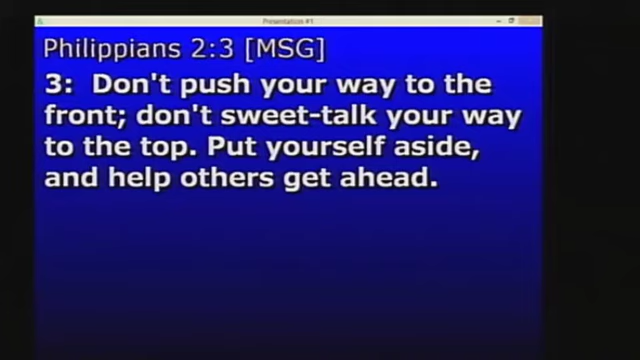 Presentation #1
Philippians 2:3 [MSG]
3: Don't push your way to the
front; don't sweet-talk your way
to the top. Put yourself aside,
and help others get ahead.